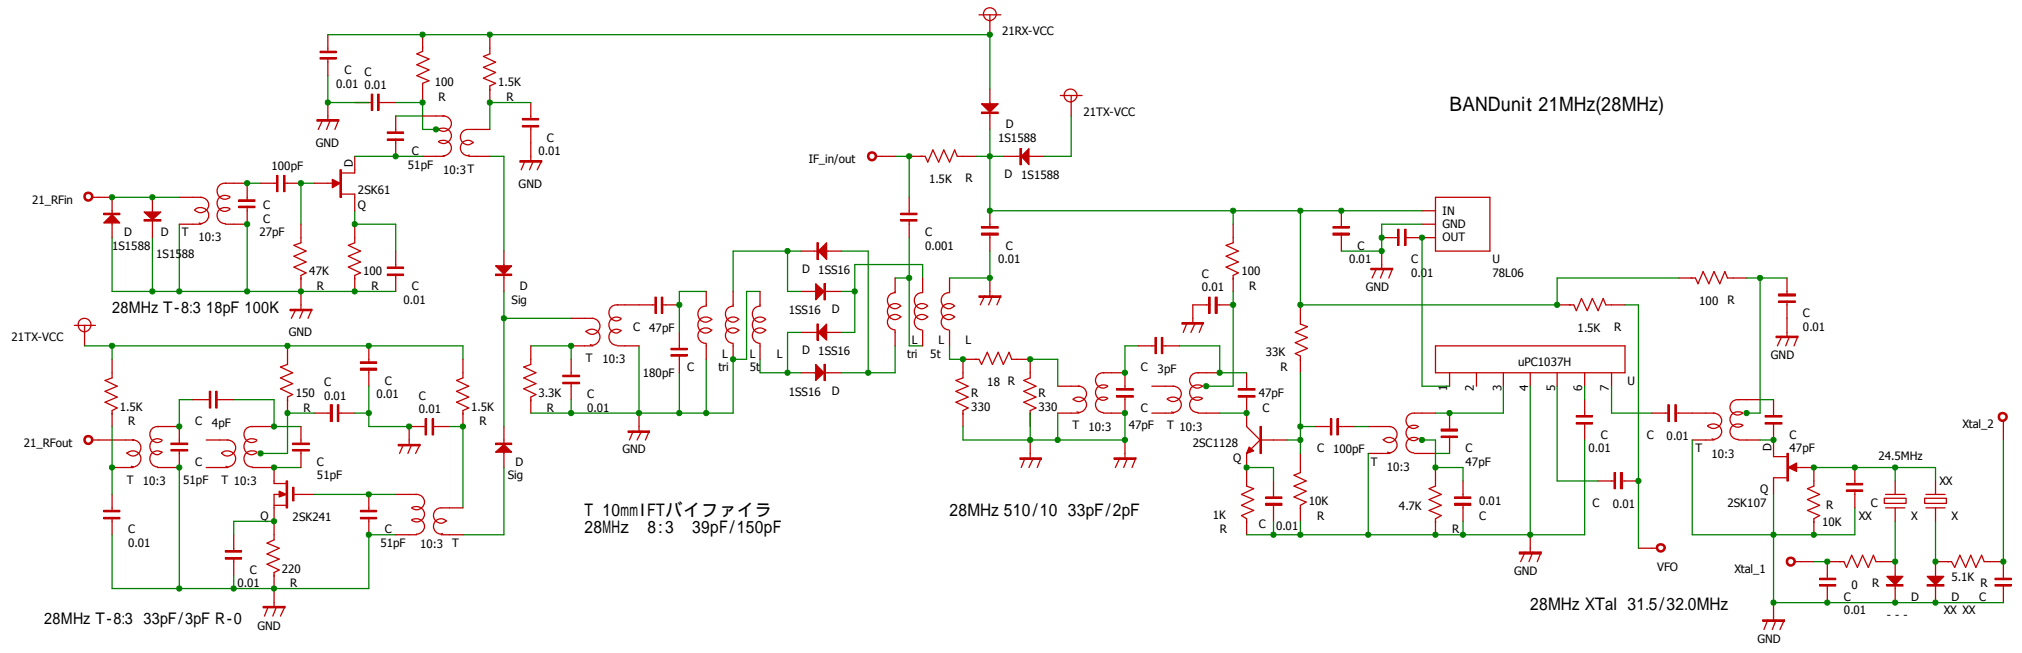 21RX-VCC
C
0.01
C
0.01
100
R
1.5K
R
GND
C
51pF
10:3
T
C
0.01
GND
D
1S1588
21TX-VCC
BANDunit 21MHz(28MHz)
IF_in/out
1.5K R
D 1S1588
100pF
D
2SK61
Q
21_RFin
D
1S1588
D
1S1588
T 10:3
C
C
27pF
47K
R
100
R
C
0.01
GND
28MHz T-8:3 18pF 100K
D
Sig
C
0.001
C
0.01
IN
GND
OUT
U
78L06
C
0.01
C
0.01
GND
D 1SS16
1SS16 D
D 1SS16
1SS16 D
C
47pF
T 10:3
180pF C
L
tri
L
5t
L
L
tri
L
5t
L
3.3K
R
C
0.01
GND
C
0.01
100
R
33K
R
1.5K R
100 R
C
0.01
GND
uPC1037H
1 2 3 4 5 6 7
U
21TX-VCC
1.5K
R
150
R
C
0.01
C
0.01
C
0.01
1.5K
R
C
4pF
21_RFout
T 10:3
C
51pF
C
T 10:3
C
51pF
2SK241
Q
C
0.01
C
0.01
220
R
C
51pF
10:3 T
D
Sig
GND
28MHz T-8:3 33pF/3pF R-0
T 10mmIFTバイファイラ
28MHz 8:3 39pF/150pF
18 R
R
330
R
330
T 10:3
C
47pF
C 3pF
C
T 10:3
47pF
C
2SC1128
Q
1K
R
C 0.01
10K
R
28MHz 510/10 33pF/2pF
C 100pF
T
10:3
C
47pF
4.7K
R
0.01
C
GND
C
0.01
C 0.01
C 0.01
VFO
T 10:3
C
47pF
D
Q
2SK107
R
10K
C
XX
24.5MHz
X
XX
X
Xtal_2
Xtal_1
C
0.01
0 R
D
- - -
D
XX
5.1K
R
C
XX
28MHz XTal 31.5/32.0MHz
GND